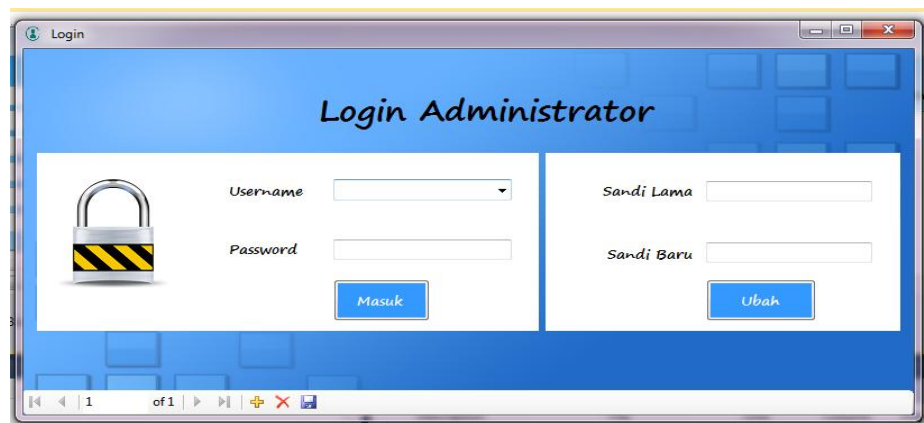 Login
Login Administrator
Username
Password
Masuk
Sandi Lama
Sandi Baru
Ubah
1 of 1